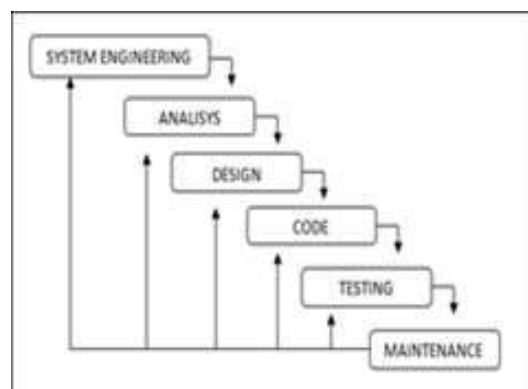 SYSTEM ENGINEERING
ANALISYS
DESIGN
CODE
TESTING
MAINTENANCE